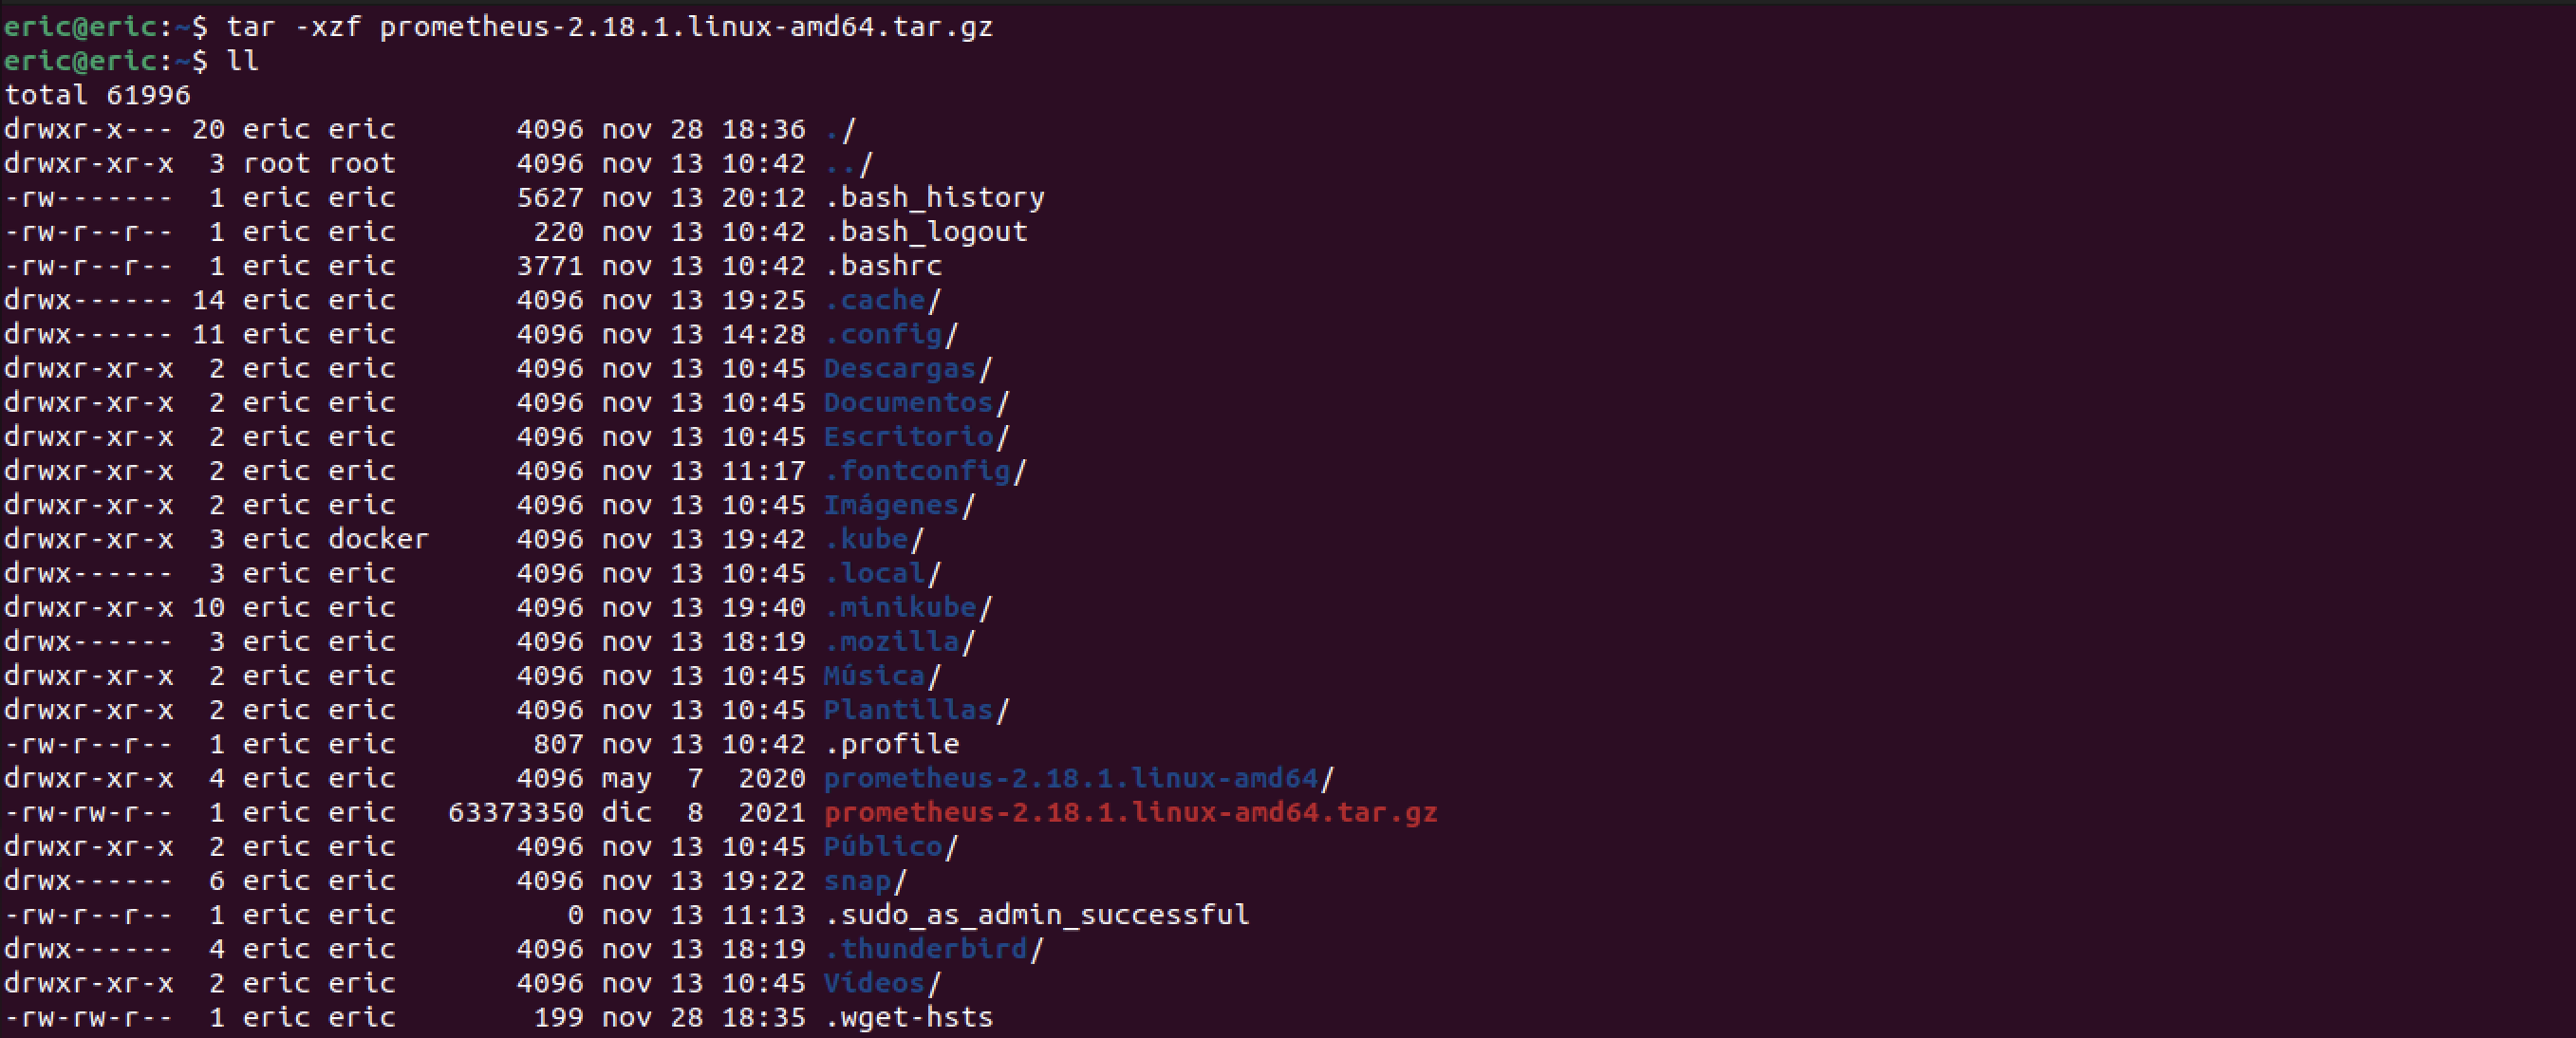 eric@eric:~$ tar -xzf prometheus-2.18.1.linux-amd64.tar.gz
eric@eric:~$ ll
total 61996
drwxr-x--- 20 eric eric       4096 nov 28 18:36 ./
drwxr-xr-x  3 root root       4096 nov 13 10:42 ../
-rw-------  1 eric eric       5627 nov 13 20:12 .bash_history
-rw-r--r--  1 eric eric        220 nov 13 10:42 .bash_logout
-rw-r--r--  1 eric eric       3771 nov 13 10:42 .bashrc
drwx------ 14 eric eric       4096 nov 13 19:25 .cache/
drwx------ 11 eric eric       4096 nov 13 14:28 .config/
drwxr-xr-x  2 eric eric       4096 nov 13 10:45 Descargas/
drwxr-xr-x  2 eric eric       4096 nov 13 10:45 Documentos/
drwxr-xr-x  2 eric eric       4096 nov 13 10:45 Escritorio/
drwxr-xr-x  2 eric eric       4096 nov 13 11:17 .fontconfig/
drwxr-xr-x  2 eric eric       4096 nov 13 10:45 Imágenes/
drwxr-xr-x  3 eric docker     4096 nov 13 19:42 .kube/
drwx------  3 eric eric       4096 nov 13 10:45 .local/
drwxr-xr-x 10 eric eric       4096 nov 13 19:40 .minikube/
drwx------  3 eric eric       4096 nov 13 18:19 .mozilla/
drwxr-xr-x  2 eric eric       4096 nov 13 10:45 Música/
drwxr-xr-x  2 eric eric       4096 nov 13 10:45 Plantillas/
-rw-r--r--  1 eric eric        807 nov 13 10:42 .profile
drwxr-xr-x  4 eric eric       4096 may  7  2020 prometheus-2.18.1.linux-amd64/
-rw-rw-r--  1 eric eric   63373350 dic  8  2021 prometheus-2.18.1.linux-amd64.tar.gz
drwxr-xr-x  2 eric eric       4096 nov 13 10:45 Público/
drwx------  6 eric eric       4096 nov 13 19:22 snap/
-rw-r--r--  1 eric eric          0 nov 13 11:13 .sudo_as_admin_successful
drwx------  4 eric eric       4096 nov 13 18:19 .thunderbird/
drwxr-xr-x  2 eric eric       4096 nov 13 10:45 Vídeos/
-rw-rw-r--  1 eric eric        199 nov 28 18:35 .wget-hsts